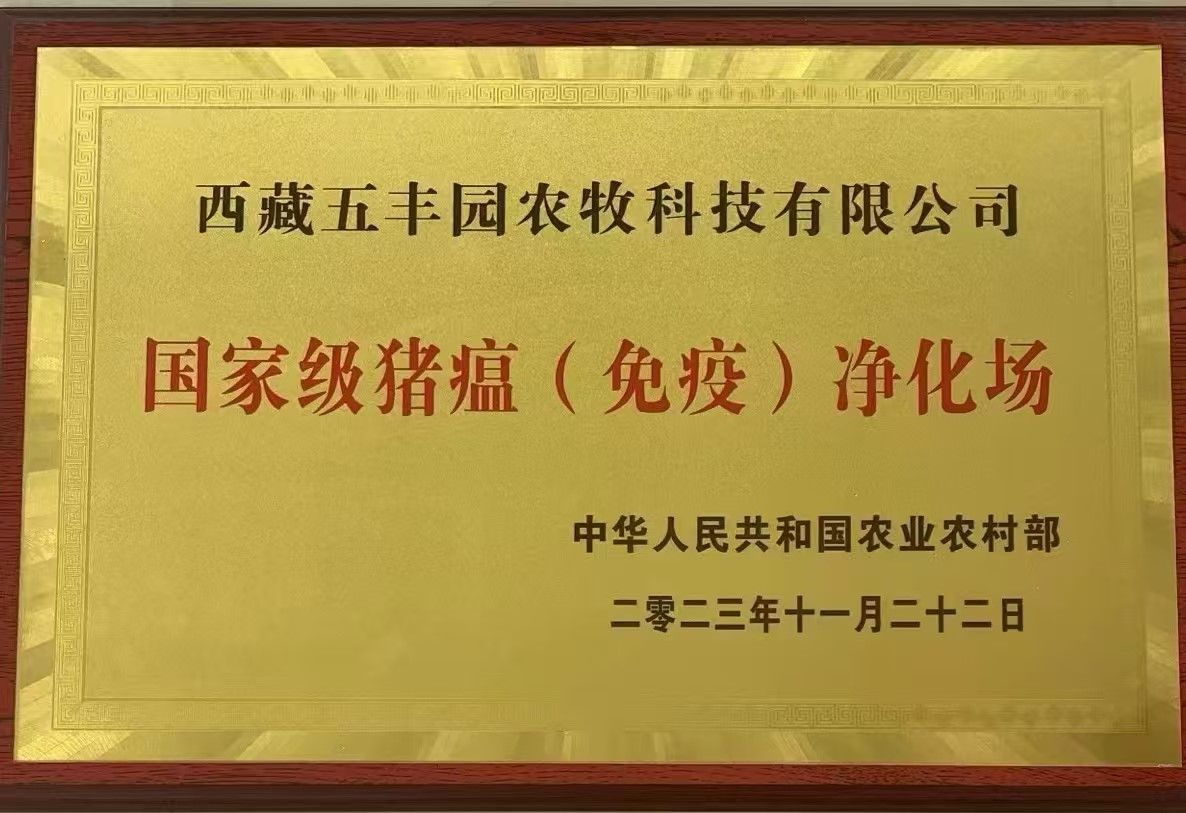 西藏五丰园农牧科技有限公司
国家级猪瘟（免疫）净化场
中华人民共和国农业农村部
二零二三年十一月二十二日